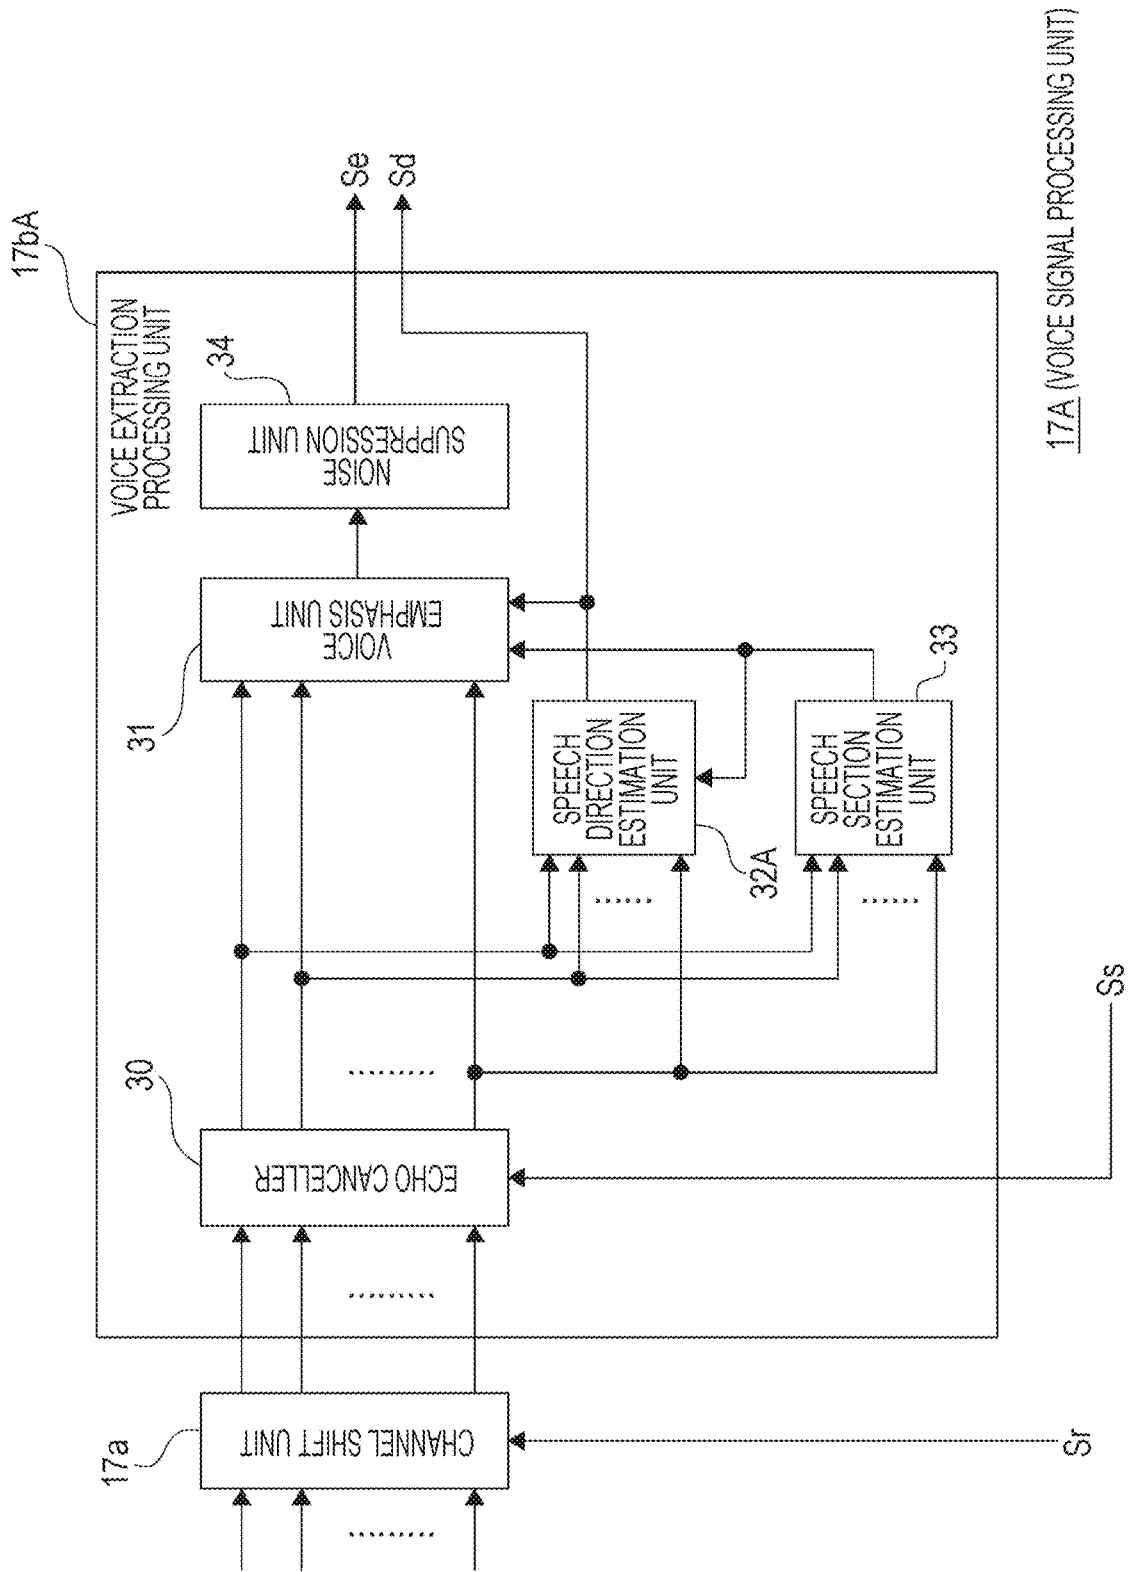 17A (VOICE SIGNAL PROCESSING UNIT)
17bA
VOICE EXTRACTION
PROCESSING UNIT
17a
CHANNEL SHIFT UNIT
30
ECHO CANCELLER
31
VOICE
EMPHASIS UNIT
34
NOISE
SUPPRESSION UNIT
Se
Sd
SPEECH
DIRECTION
ESTIMATION
UNIT
32A
SPEECH
SECTION
ESTIMATION
UNIT
33
Sr
Ss